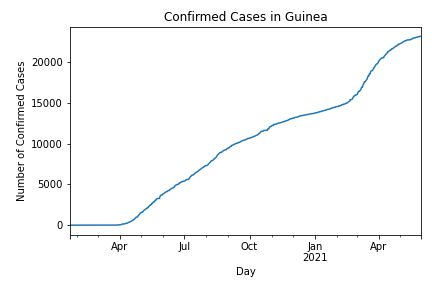 Confirmed Cases in Guinea
Number of Confirmed Cases
20000
15000
10000
5000
0
Apr
Jul
Oct
Jan
2021
Apr
Day